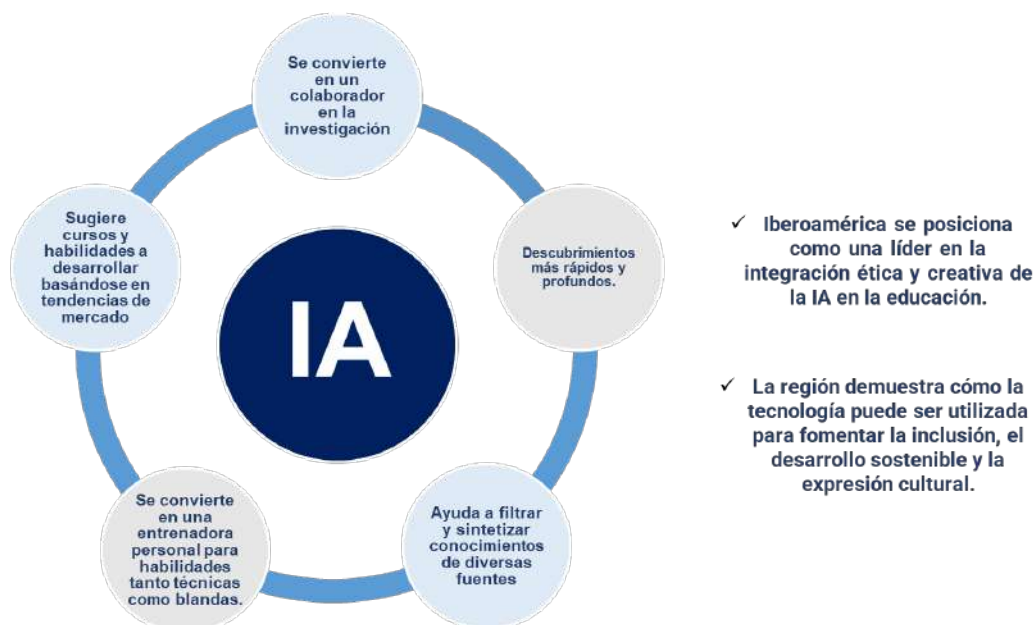 Se convierte
en un
colaborador
en la
investigación
Descubrimientos
más rápidos y
profundos.
Ayuda a filtrar
y sintetizar
conocimientos
de diversas
fuentes
Se convierte
en una
entrenadora
personal para
habilidades
tanto técnicas
como blandas.
Sugiere
cursos y
habilidades a
desarrollar
basándose en
tendencias de
mercado
IA
✓ Iberoamérica se posiciona
como una líder en la
integración ética y creativa de
la IA en la educación.
✓ La región demuestra cómo la
tecnología puede ser utilizada
para fomentar la inclusión, el
desarrollo sostenible y la
expresión cultural.